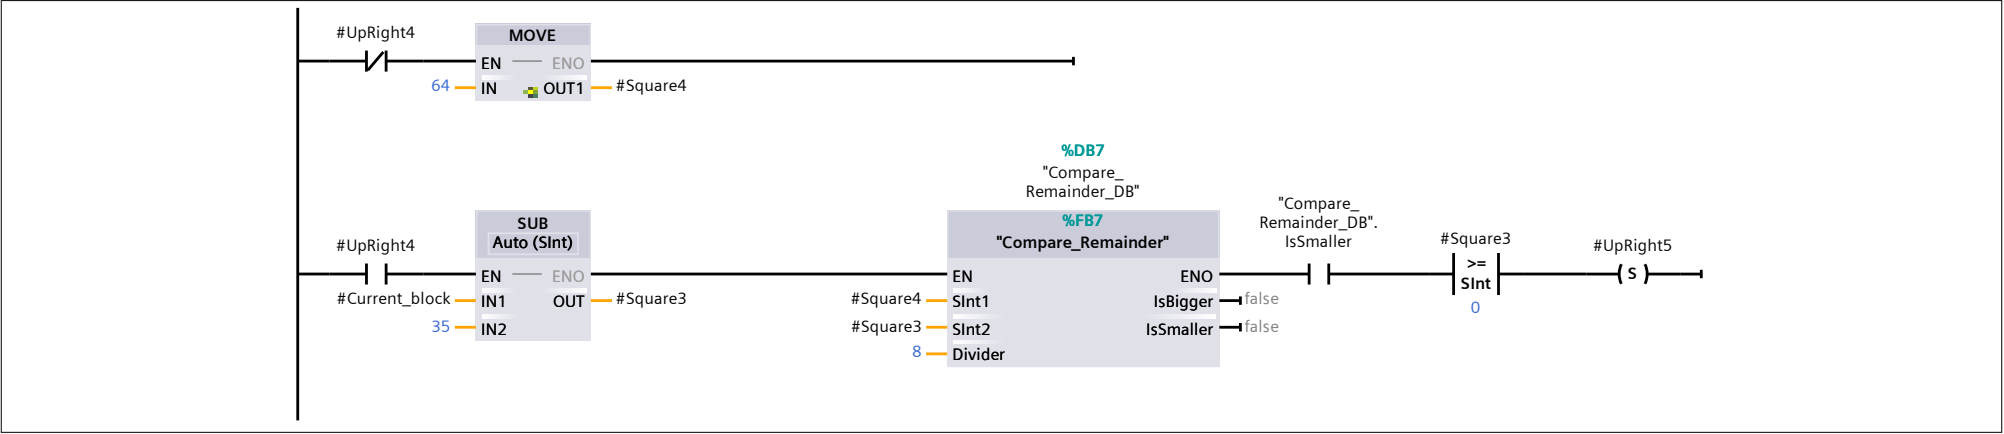 #UpRight4
MOVE
EN ENO
64 IN OUT1 #Square4
%DB7
"Compare_
Remainder_DB"
#UpRight4
SUB
Auto (SInt)
EN ENO
#Current_block IN1 OUT #Square3
35 IN2
%FB7
"Compare_Remainder"
EN ENO
#Square4 SInt1 IsBigger false
#Square3 SInt2 IsSmaller false
8 Divider
"Compare_
Remainder_DB".
IsSmaller
#Square3
>=
SInt
0
#UpRight5
S